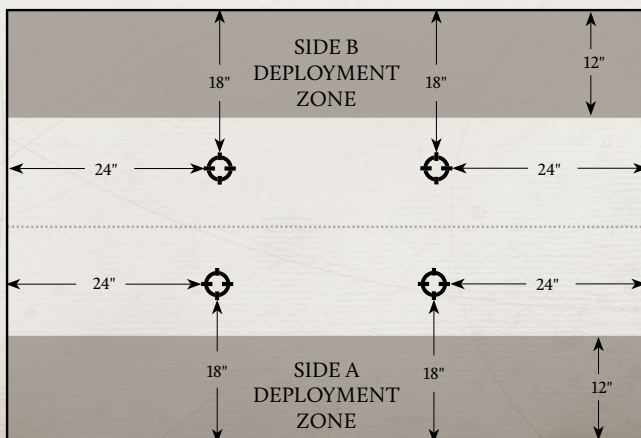 SIDE B
DEPLOYMENT
ZONE
18"
18"
12"
24"
24"
24"
24"
18"
SIDE A
DEPLOYMENT
ZONE
18"
12"